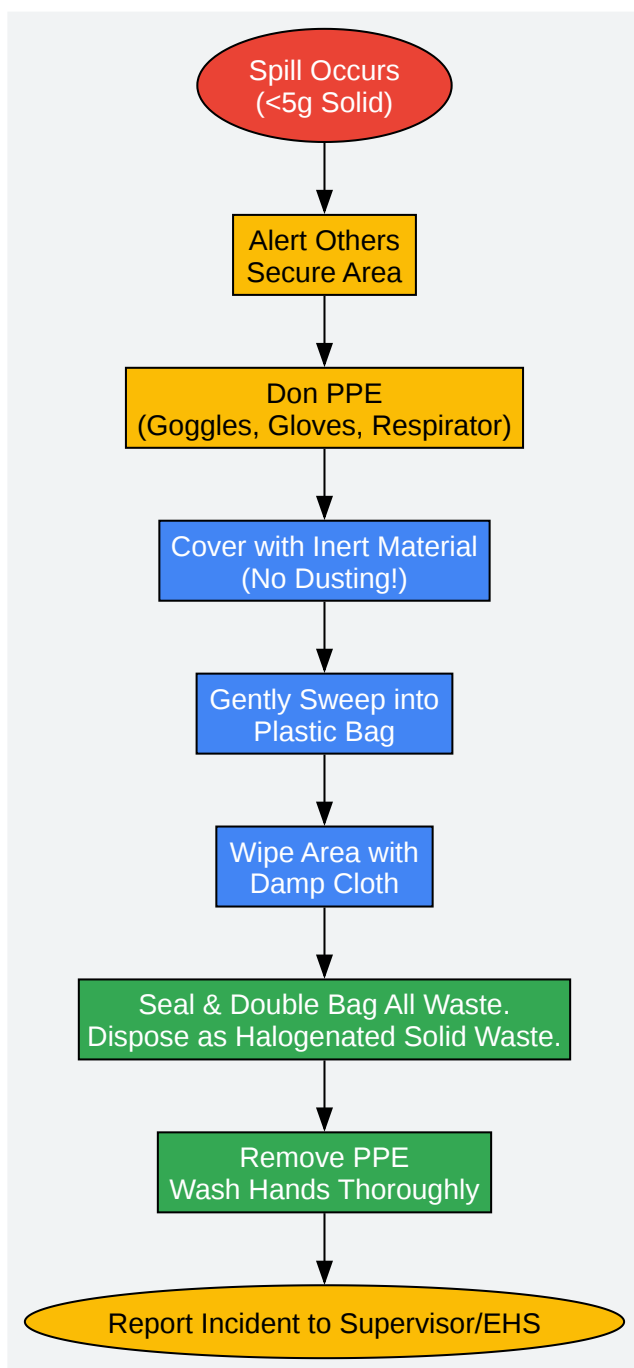 Spill Occurs
(<5g Solid)
Alert Others
Secure Area
Don PPE
(Goggles, Gloves, Respirator)
Cover with Inert Material
(No Dusting!)
Gently Sweep into
Plastic Bag
Wipe Area with
Damp Cloth
Seal & Double Bag All Waste.
Dispose as Halogenated Solid Waste.
Remove PPE
Wash Hands Thoroughly
Report Incident to Supervisor/EHS